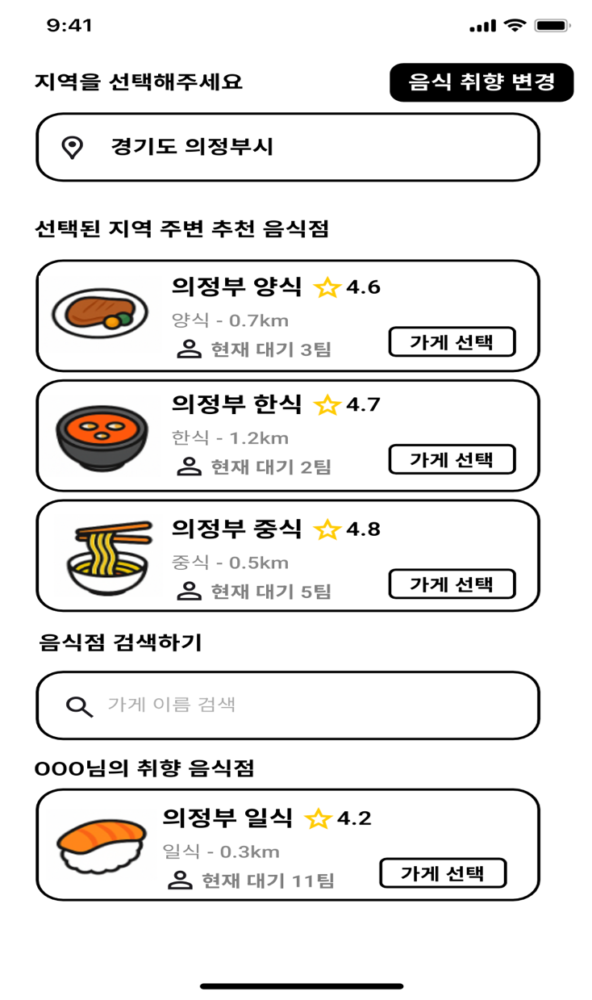 9:41
지역을 선택해주세요
음식 취향 변경
경기도 의정부시
선택된 지역 주변 추천 음식점
의정부 양식 4.6
양식 - 0.7km
현재 대기 3팀
가게 선택
의정부 한식 4.7
한식 - 1.2km
현재 대기 2팀
가게 선택
의정부 중식 4.8
중식 - 0.5km
현재 대기 5팀
가게 선택
음식점 검색하기
가게 이름 검색
OOO님의 취향 음식점
의정부 일식 4.2
일식 - 0.3km
현재 대기 11팀
가게 선택